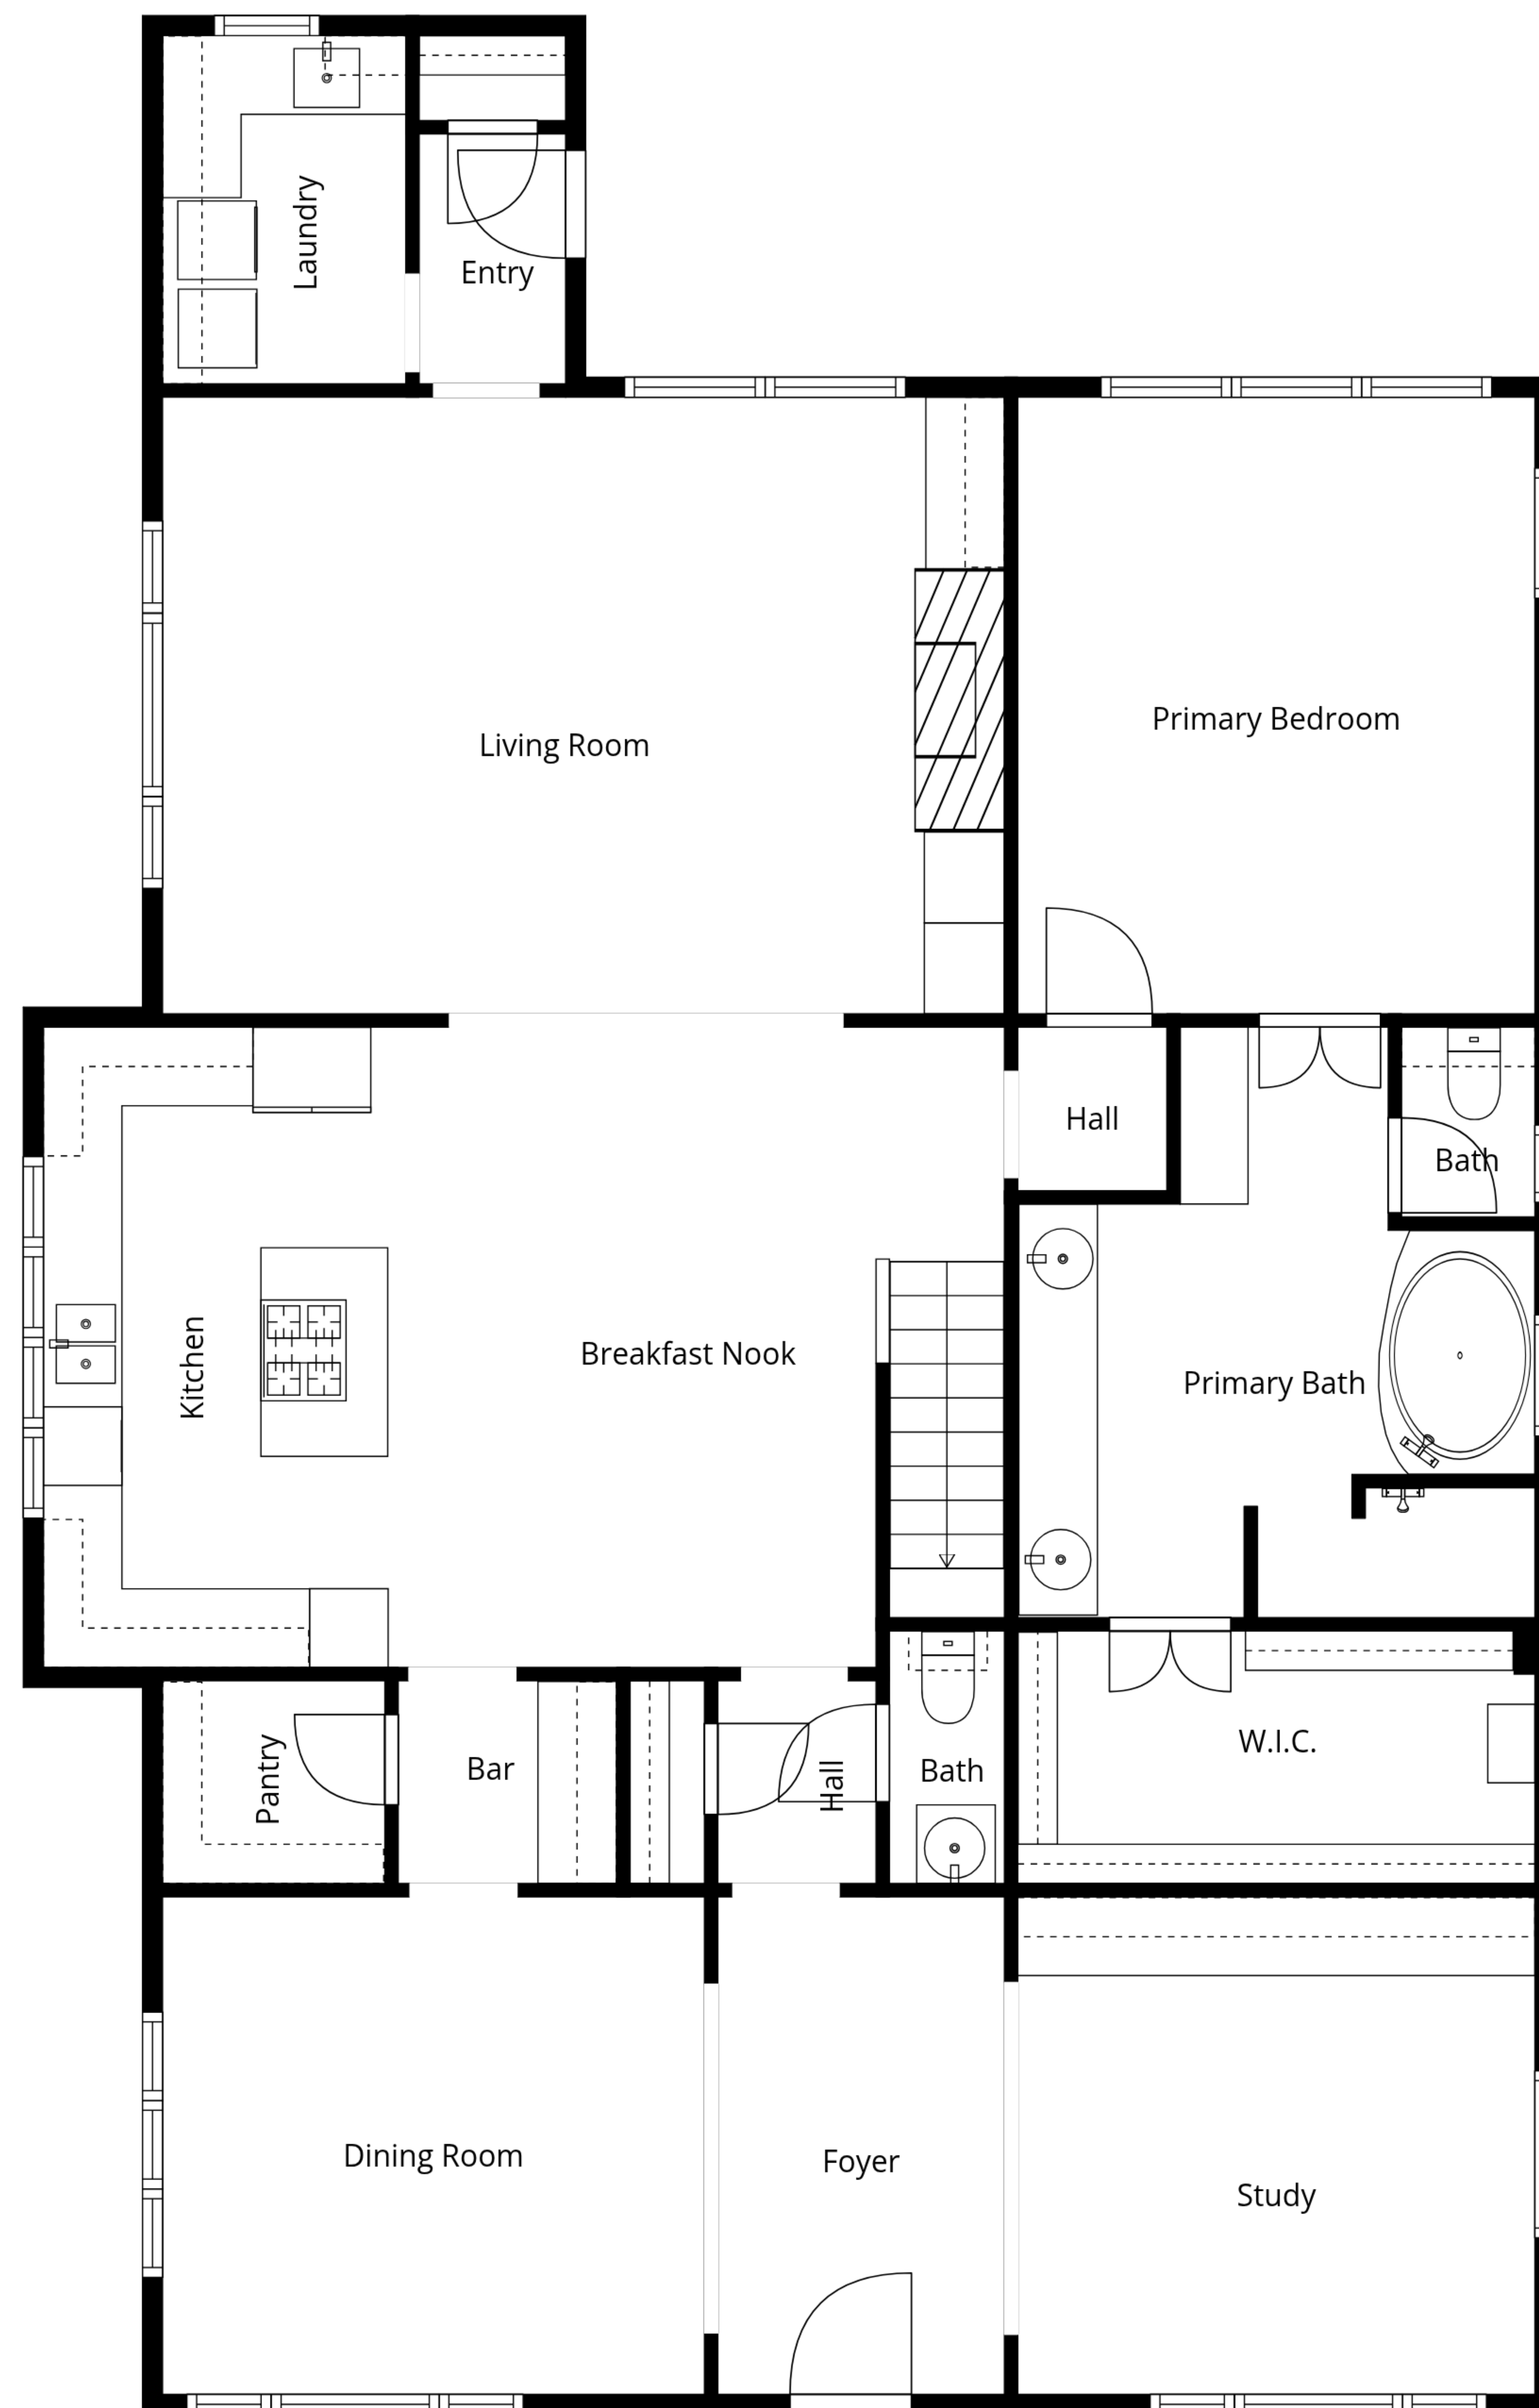 Laundry
Entry
Living Room
Primary Bedroom
Hall
Bath
Kitchen
Breakfast Nook
Primary Bath
Pantry
Bar
Hall
Bath
W.I.C.
Dining Room
Foyer
Study